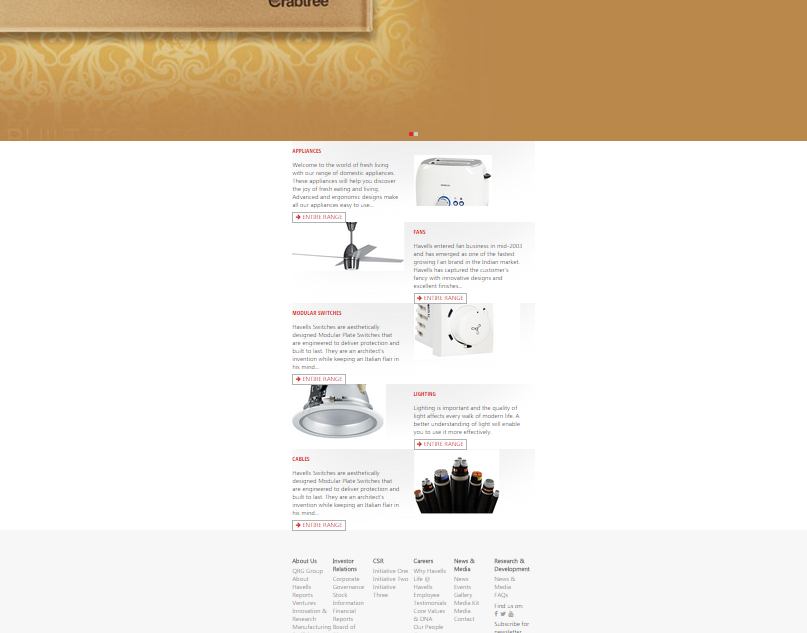 Crabtree
BUILT TO
APPLIANCES
Welcome to the world of fresh living
with our range of domestic appliances.
These appliances will help you discover
the joy of fresh eating and living.
Advanced and ergonomic designs make
all our appliances easy to use...
ENTIRE RANGE
FANS
Havells entered fan business in mid-2003
and has emerged as one of the fastest
growing Fan brand in the Indian market.
Havells has captured the customer's
fancy with innovative designs and
excellent finishes...
ENTIRE RANGE
MODULAR SWITCHES
Havells Switches are aesthetically
designed Modular Plate Switches that
are engineered to deliver protection and
built to last. They are an architect's
invention while keeping an Italian flair in
his mind...
ENTIRE RANGE
LIGHTING
Lighting is important and the quality of
light affects every walk of modern life. A
better understanding of light will enable
you to use it more effectively.
ENTIRE RANGE
CABLES
Havells Switches are aesthetically
designed Modular Plate Switches that
are engineered to deliver protection and
built to last. They are an architect's
invention while keeping an Italian flair in
his mind...
ENTIRE RANGE
About Us
QRG Group
About
Havells
Reports
Ventures
Innovation &
Research
Manufacturing
Investor
Relations
Corporate
Governance
Stock
Information
Financial
Reports
Board of
CSR
Initiative One
Initiative Two
Initiative
Three
Careers
Why Havells
Life @
Havells
Employee
Testimonials
Core Values
& DNA
Our People
News &
Media
News
Events
Gallery
Media Kit
Media
Contact
Research &
Development
News &
Media
FAQs
Find us on:
Subscribe for
newsletter